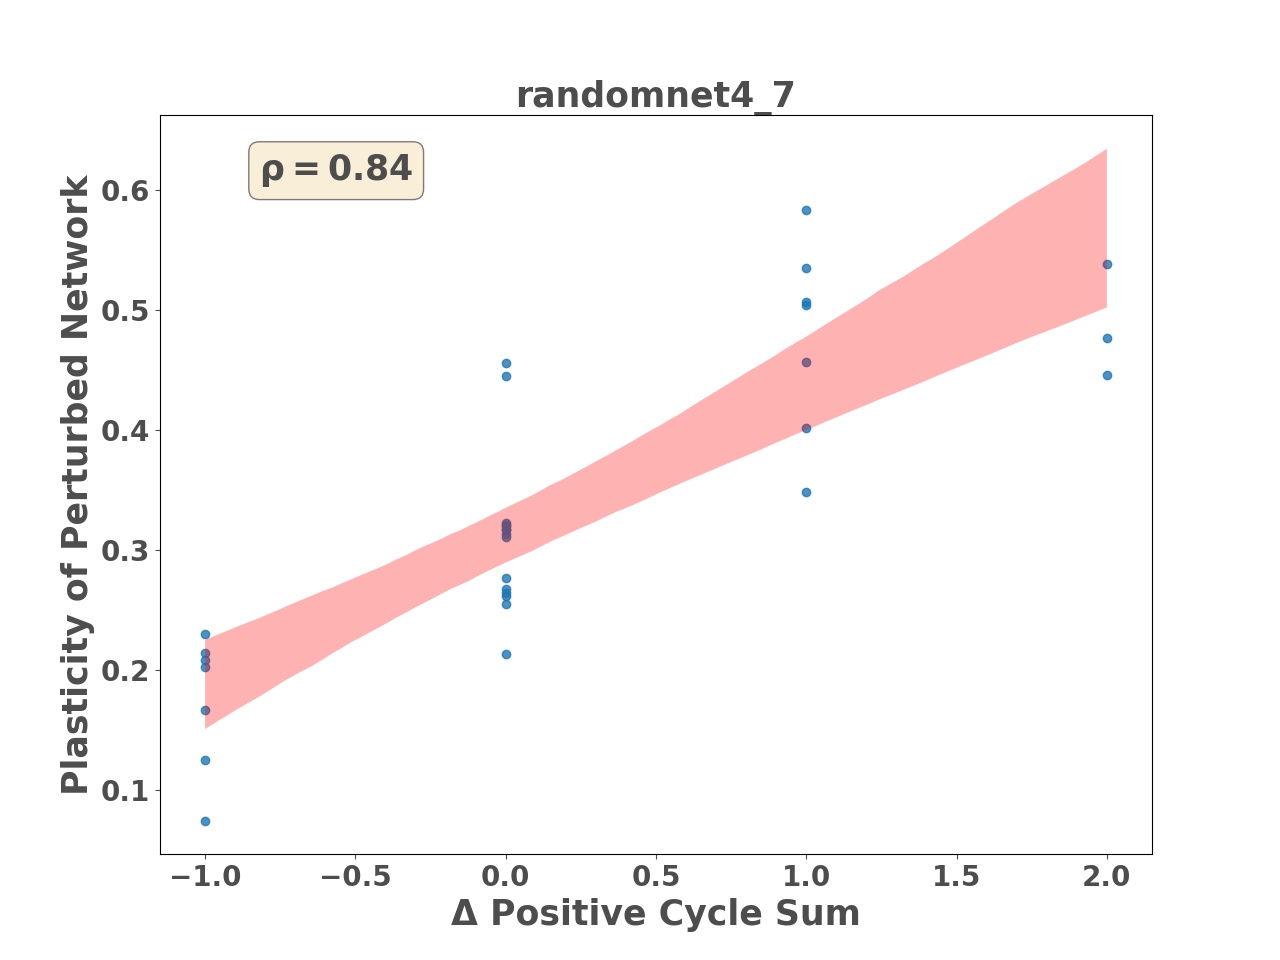 randomnet4_7
ρ = 0.84
Plasticity of Perturbed Network
0.6
0.5
0.4
0.3
0.2
0.1
−1.0 −0.5 0.0 0.5 1.0 1.5 2.0
Δ Positive Cycle Sum